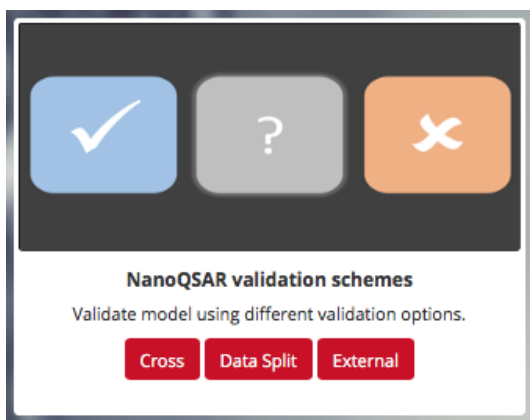 ?
NanoQSAR validation schemes
Validate model using different validation options.
Cross Data Split External